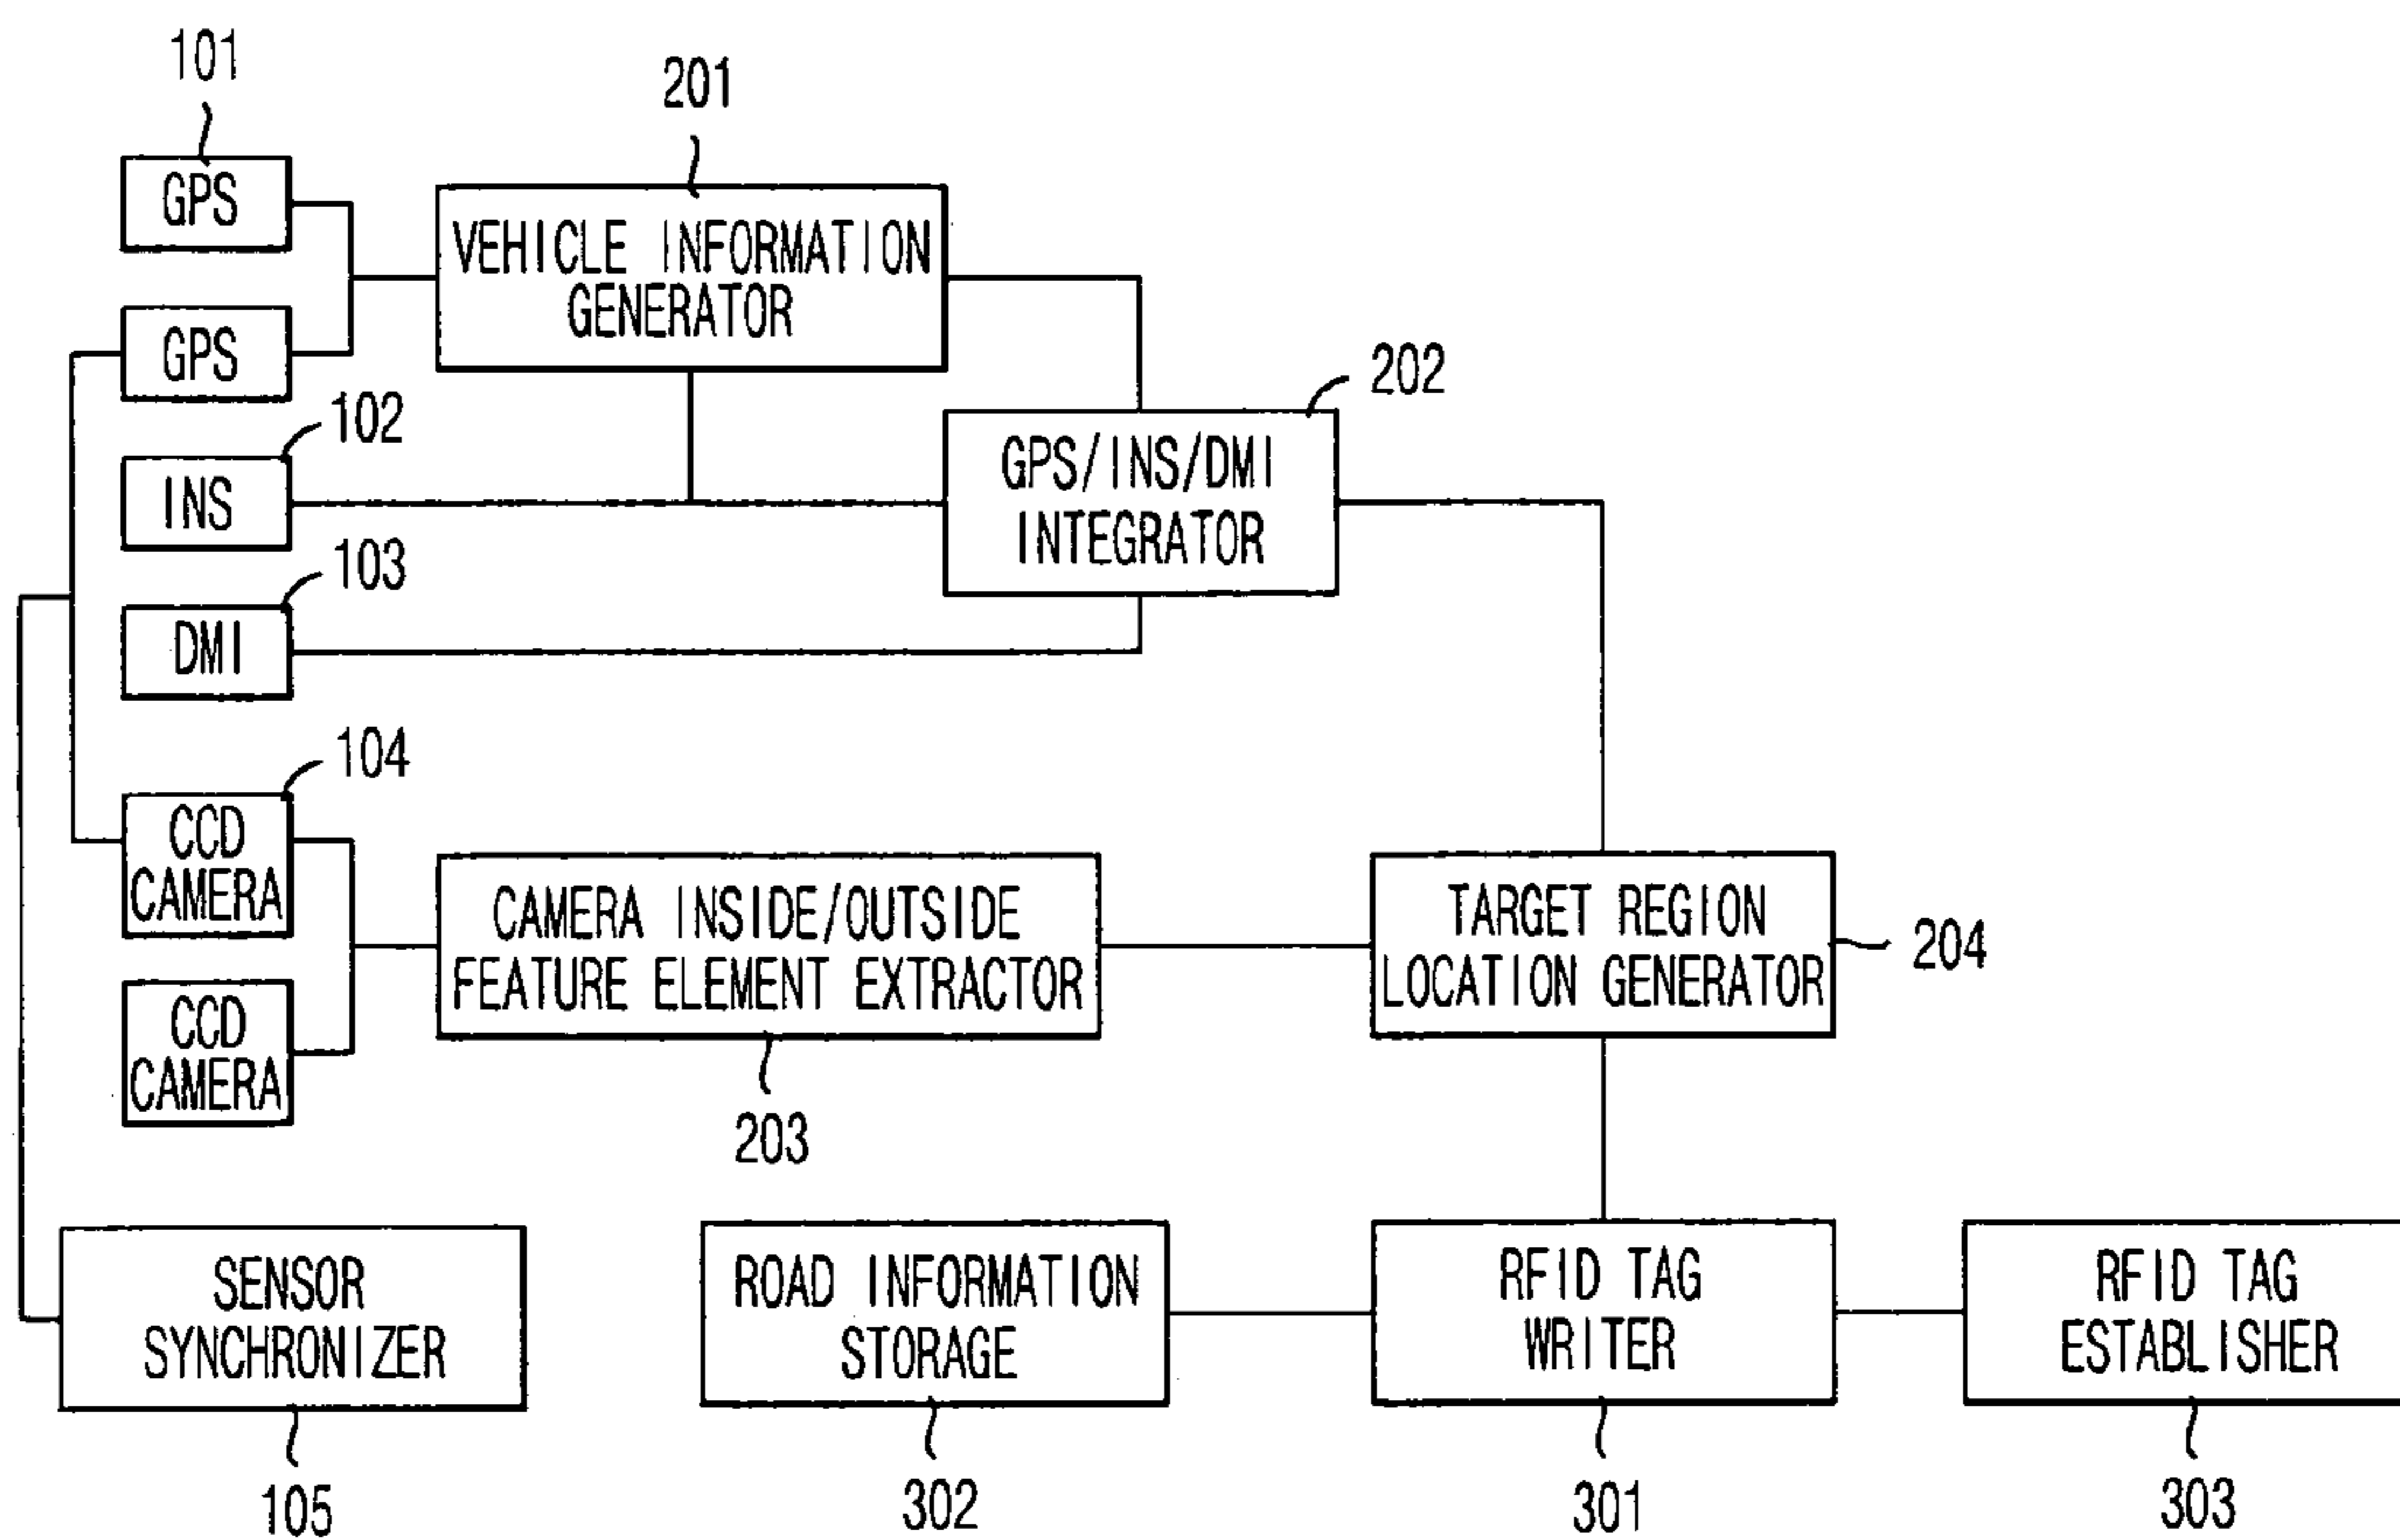 101
201
GPS
VEHICLE INFORMATION
GENERATOR
GPS
202
102
GPS/INS/DMI
INTEGRATOR
INS
103
DMI
104
CCD
CAMERA
CAMERA INSIDE/OUTSIDE
FEATURE ELEMENT EXTRACTOR
TARGET REGION
LOCATION GENERATOR
204
CCD
CAMERA
203
SENSOR
SYNCHRONIZER
ROAD INFORMATION
STORAGE
RFID TAG
WRITER
RFID TAG
ESTABLISHER
105
302
301
303